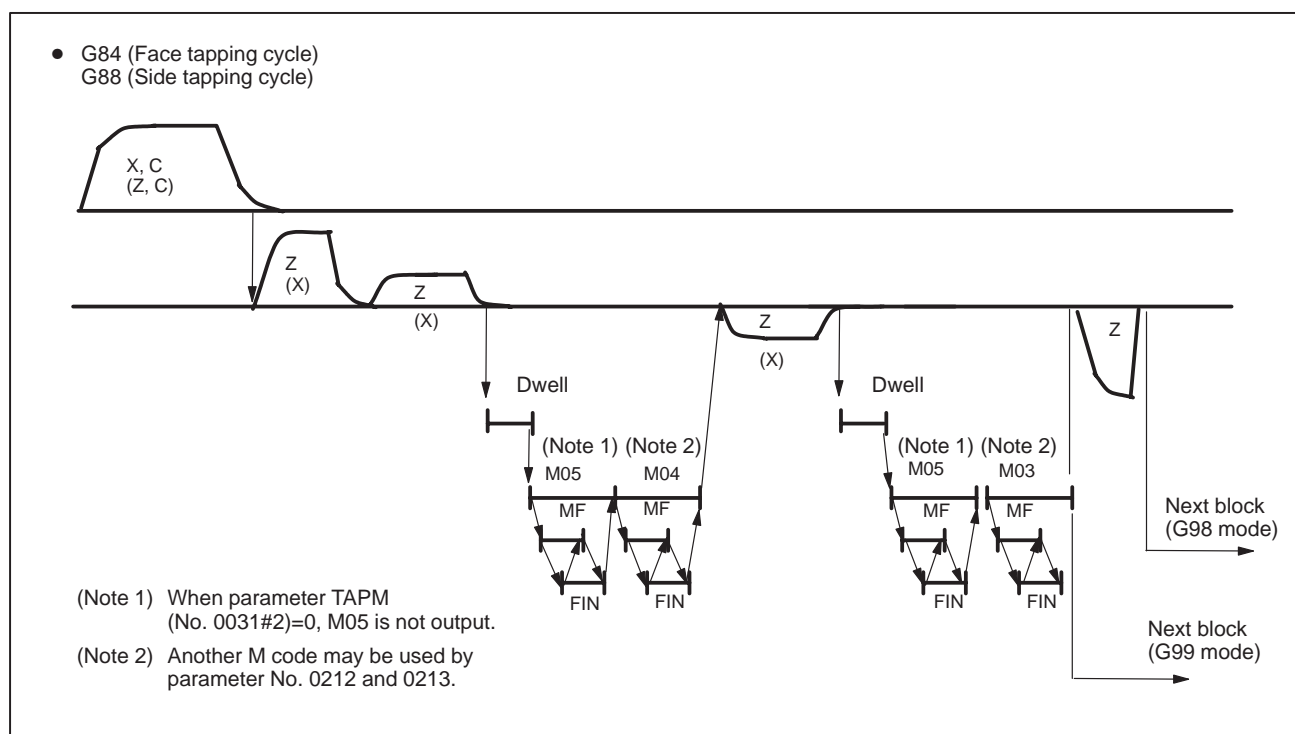 ● G84 (Face tapping cycle)
G88 (Side tapping cycle)
X, C
(Z, C)
Z
(X)
Z
(X)
Z
(X)
Z
Dwell
Dwell
(Note 1) (Note 2)
M05 M04
MF MF
FIN FIN
(Note 1) (Note 2)
M05 M03
MF MF
FIN FIN
Next block
(G98 mode)
Next block
(G99 mode)
(Note 1) When parameter TAPM
(No. 0031#2)=0, M05 is not output.
(Note 2) Another M code may be used by
parameter No. 0212 and 0213.